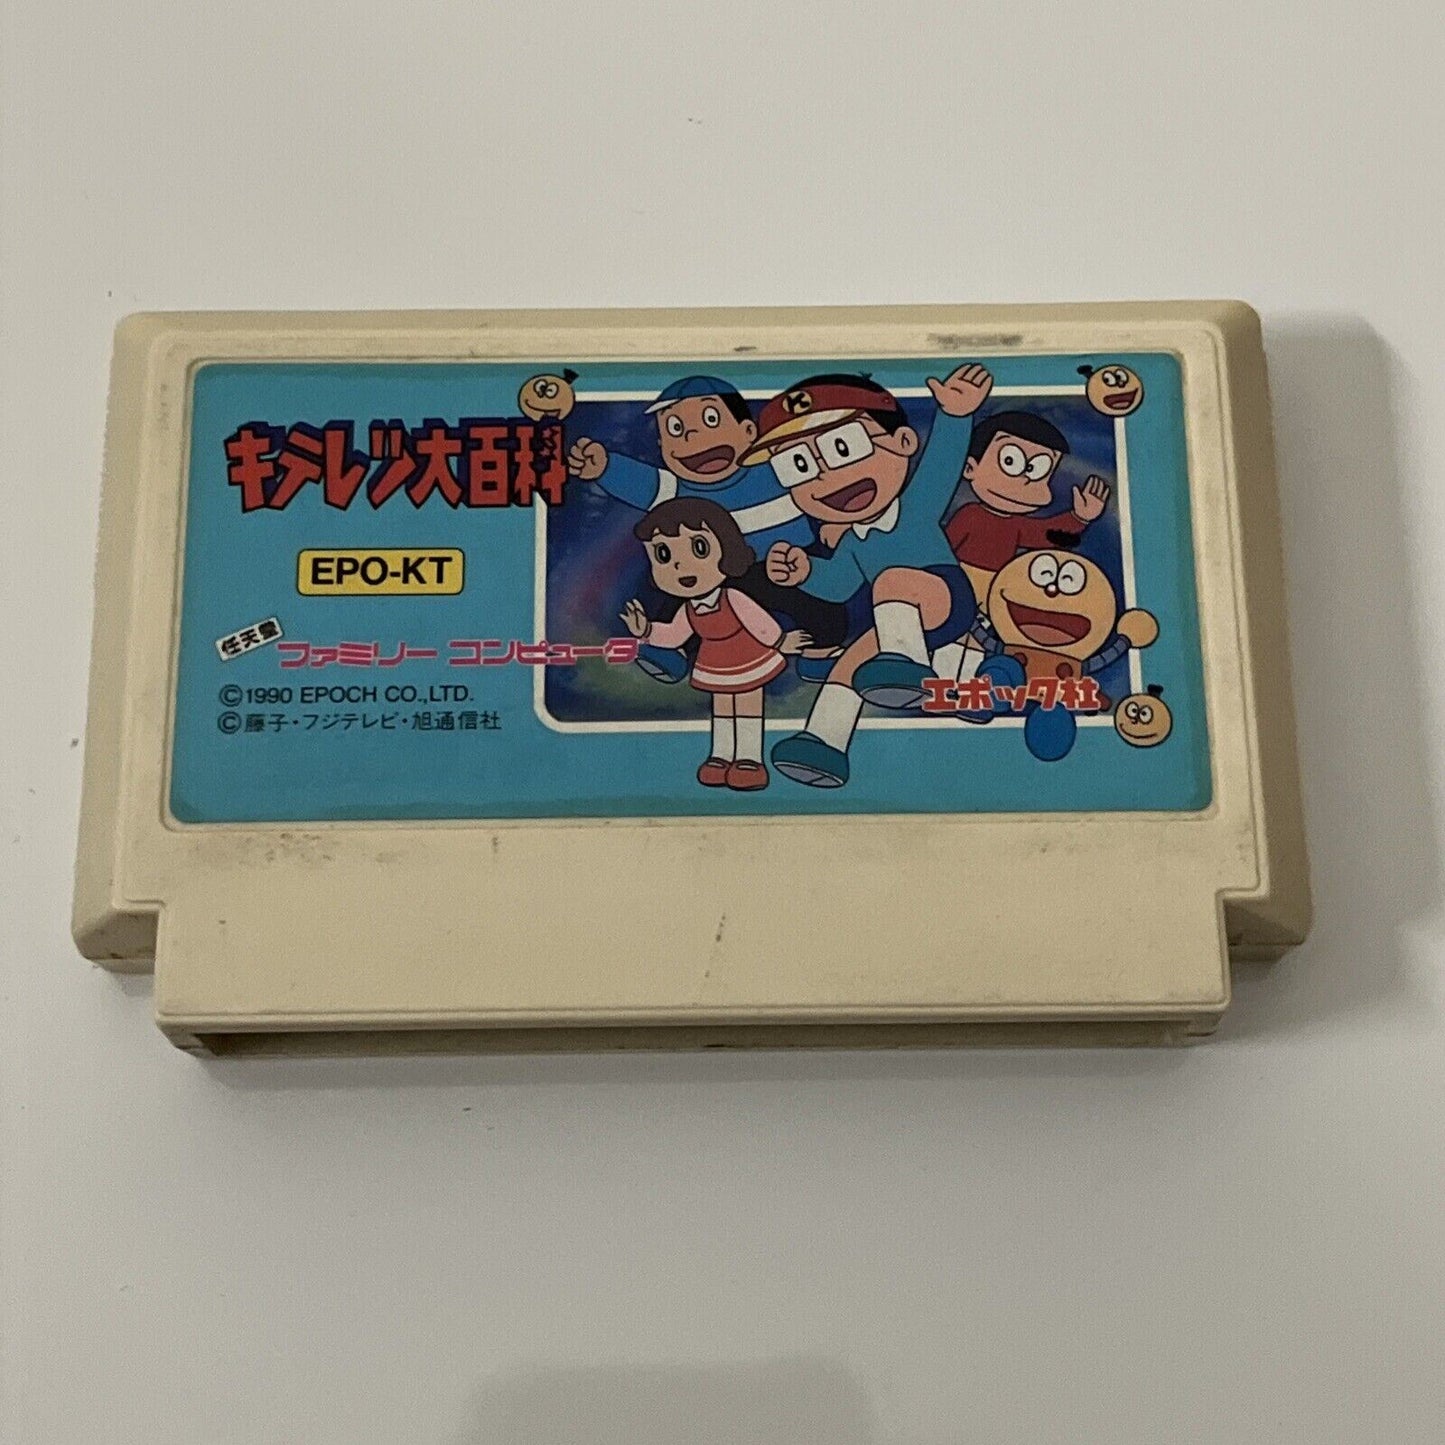 キテレツ大百科
EPO-KT
任天堂
ファミリー コンピュータ
©1990 EPOCH CO.,LTD.
©藤子・フジテレビ・旭通信社
K
エポック社